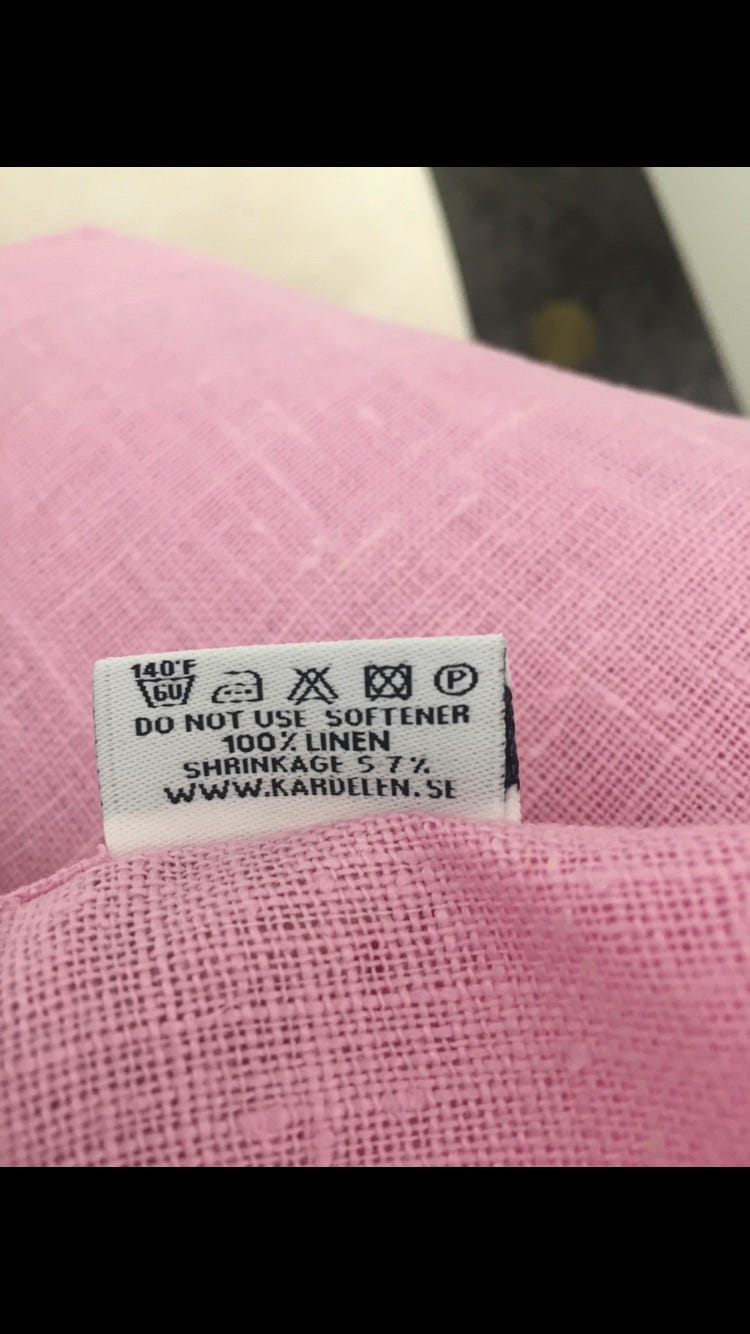 140°F
60
P
DO NOT USE SOFTENER
100% LINEN
SHRINKAGE 5 7 %
WWW.KARDELEN.SE